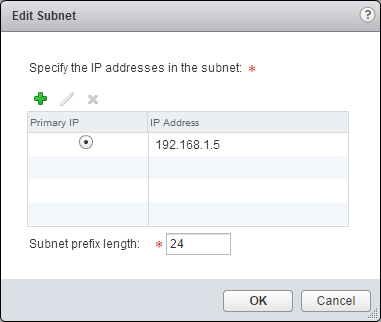 Edit Subnet
?
Specify the IP addresses in the subnet: *
Primary IP IP Address
192.168.1.5
Subnet prefix length: * 24
OK Cancel